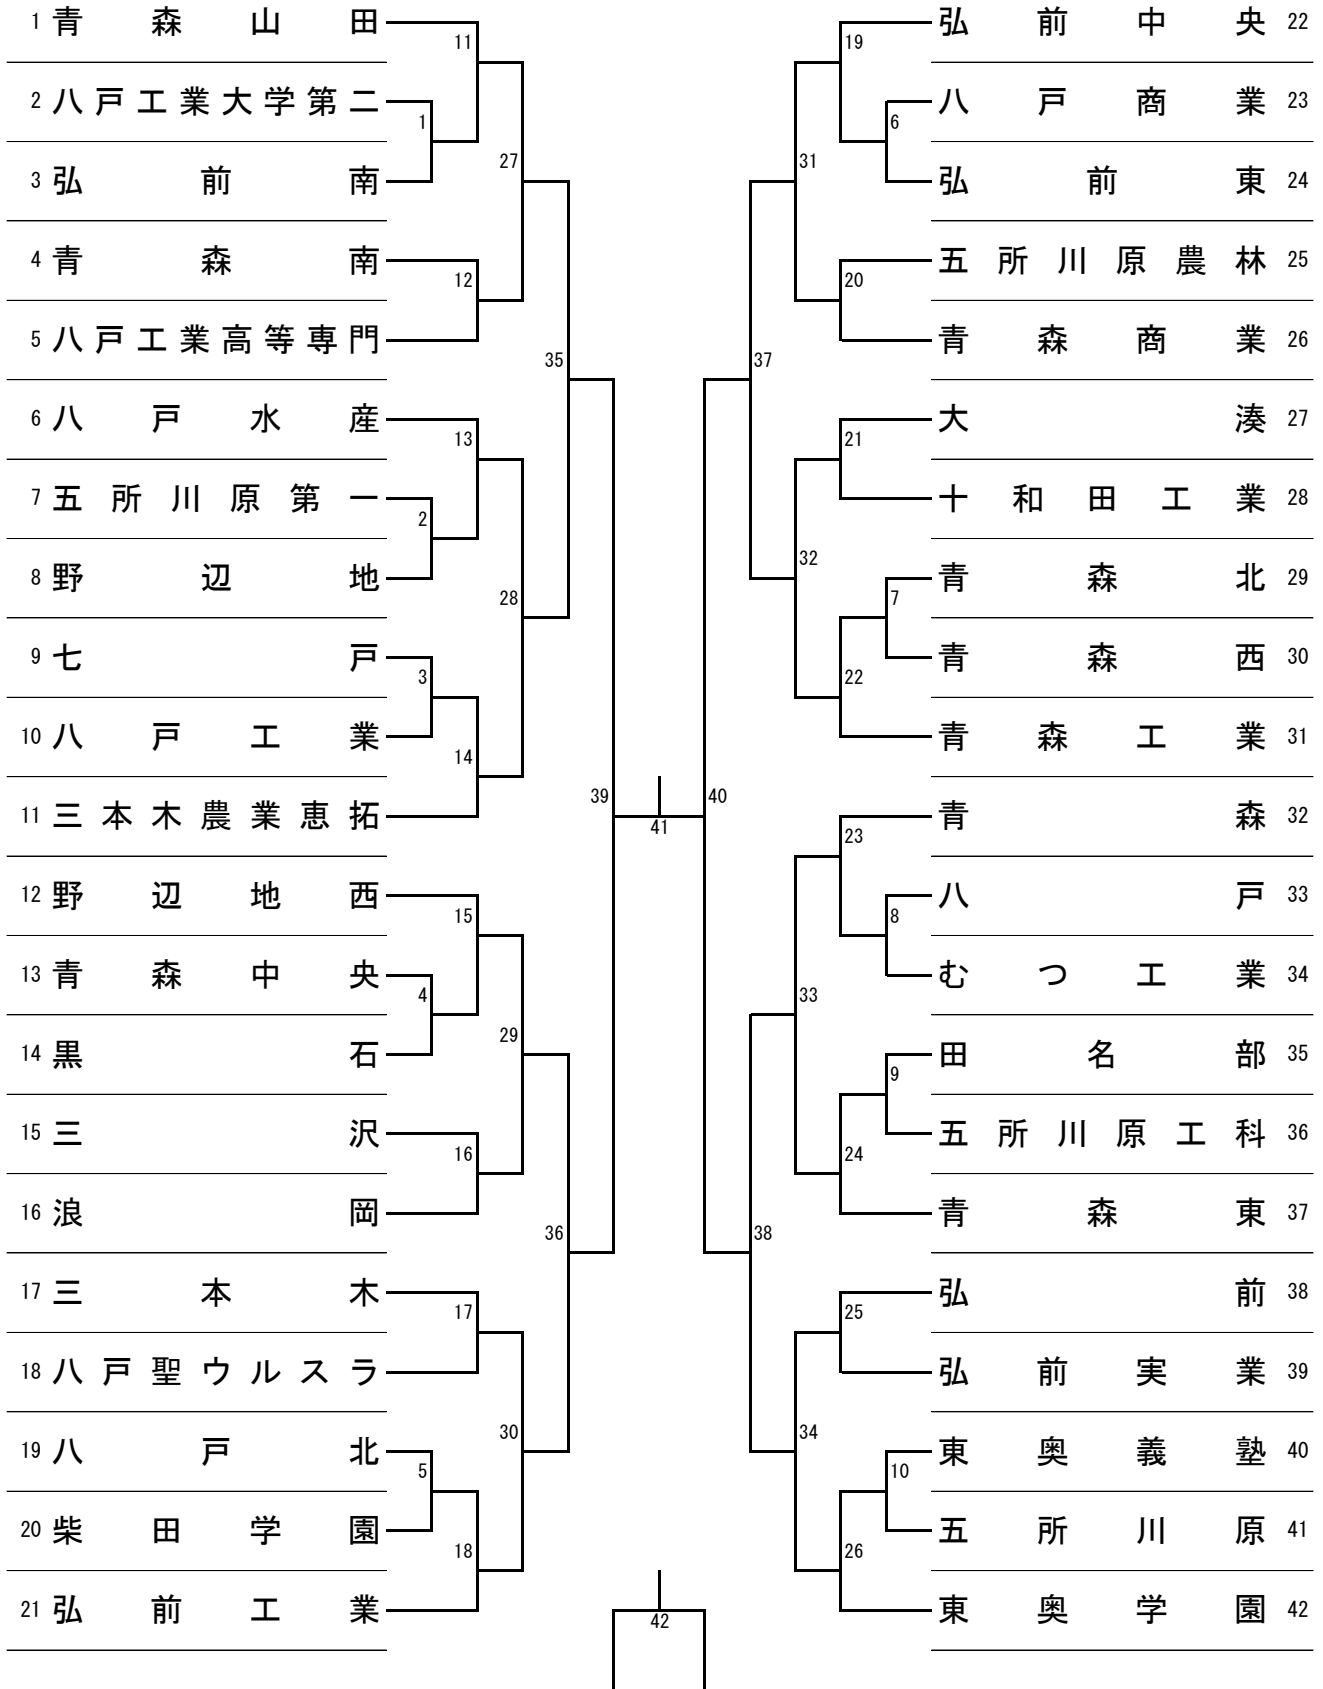 1 青森山田
11
2 八戸工業大学第二
1
3 弘前南
27
4 青森南
12
5 八戸工業高等専門
35
6 八戸水産
13
7 五所川原第一
2
8 野辺地
28
9 七戸
3
10 八戸工業
14
11 三本木農業恵拓
39
12 野辺地西
15
13 青森中央
4
14 黒石
29
15 三沢
16
16 浪岡
36
17 三本木
17
18 八戸聖ウルスラ
19 八戸北
30
5
20 柴田学園
18
21 弘前工業
41
42
弘前中央 22
19
八戸商業 23
6
弘前東 24
31
五所川原農林 25
20
青森商業 26
37
大湊 27
21
十和田工業 28
32
青森北 29
7
青森西 30
22
青森工業 31
40
青森 32
23
八戸 33
8
むつ工業 34
33
田名部 35
9
五所川原工科 36
24
青森東 37
38
弘前 38
25
弘前実業 39
34
東奥義塾 40
10
五所川原 41
26
東奥学園 42